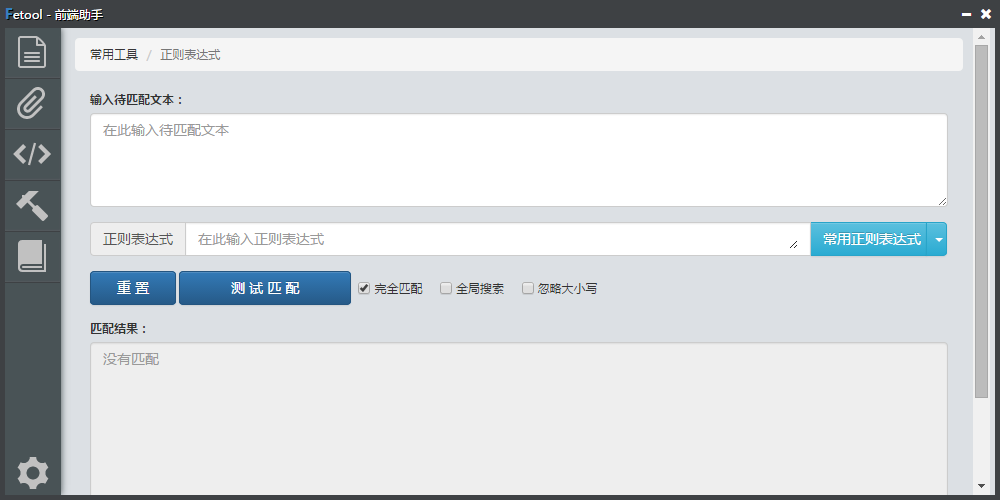 Fetool - 前端助手
常用工具 / 正则表达式
输入待匹配文本：
在此输入待匹配文本
正则表达式 在此输入正则表达式 常用正则表达式
重 置 测 试 匹 配 完全匹配 全局搜索 忽略大小写
匹配结果：
没有匹配